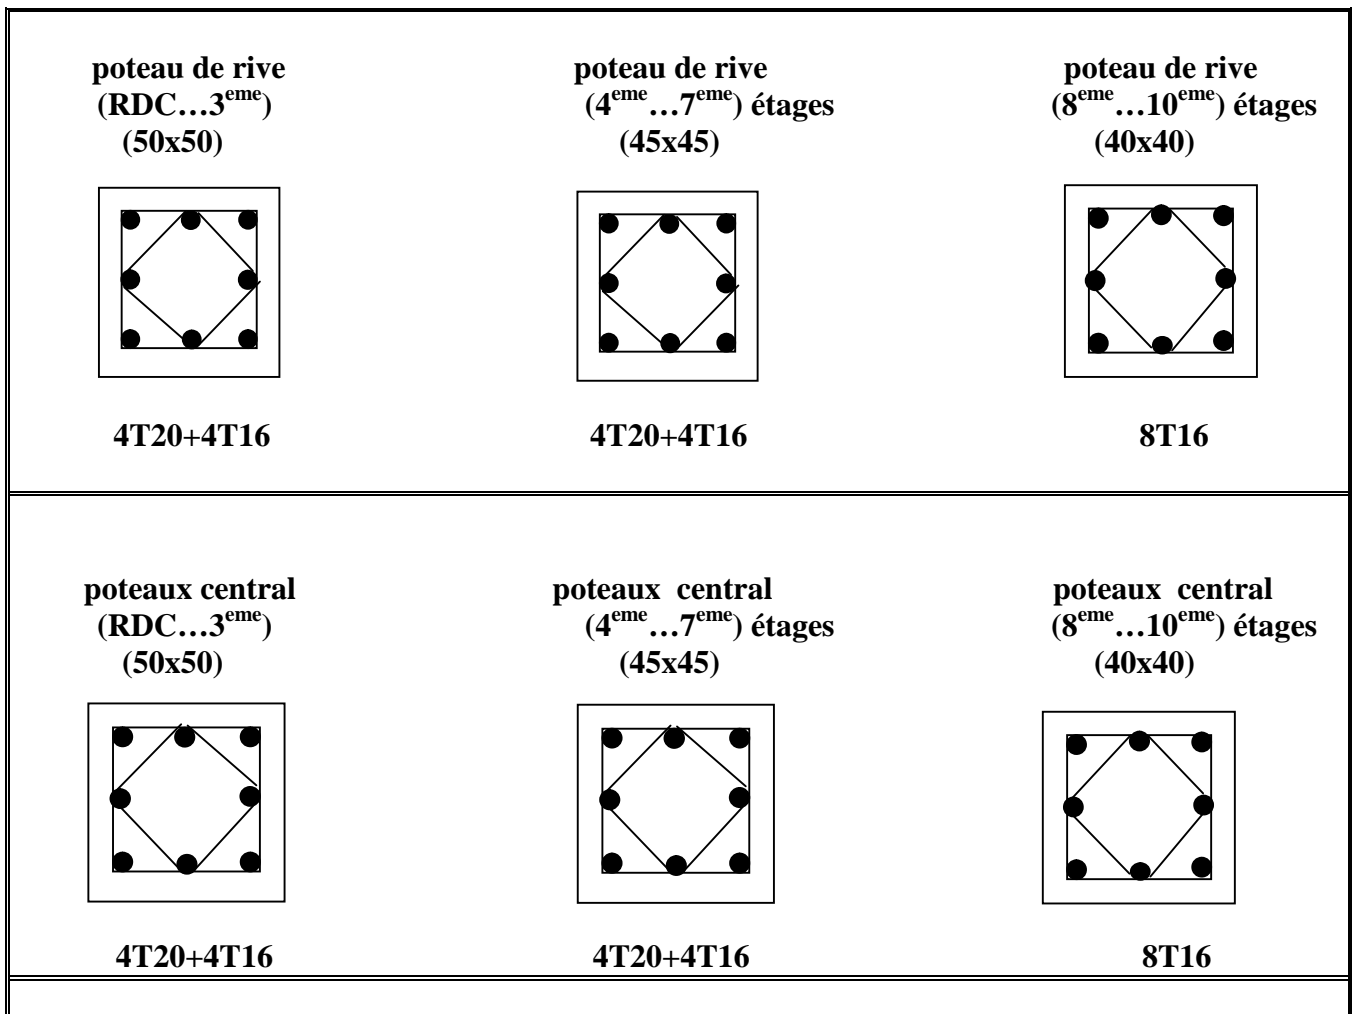 poteau de rive
(RDC…3eme)
(50x50)
4T20+4T16
poteau de rive
(4eme…7eme) étages
(45x45)
4T20+4T16
poteau de rive
(8eme…10eme) étages
(40x40)
8T16
poteaux central
(RDC…3eme)
(50x50)
4T20+4T16
poteaux central
(4eme…7eme) étages
(45x45)
4T20+4T16
poteaux central
(8eme…10eme) étages
(40x40)
8T16